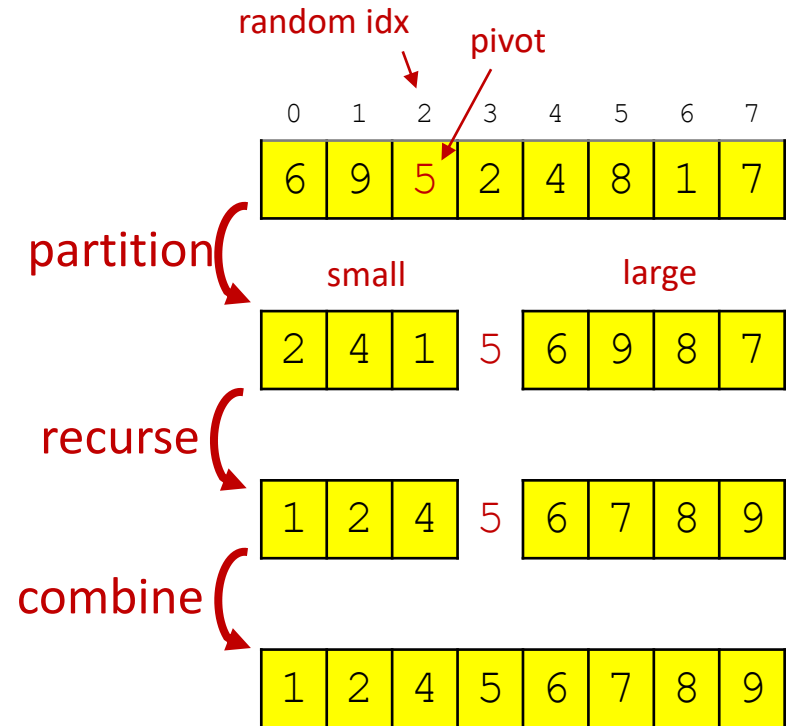 random idx
pivot
0 1 2 3 4 5 6 7
6 9 5 2 4 8 1 7
partition
small large
2 4 1 5 6 9 8 7
recurse
1 2 4 5 6 7 8 9
combine
1 2 4 5 6 7 8 9